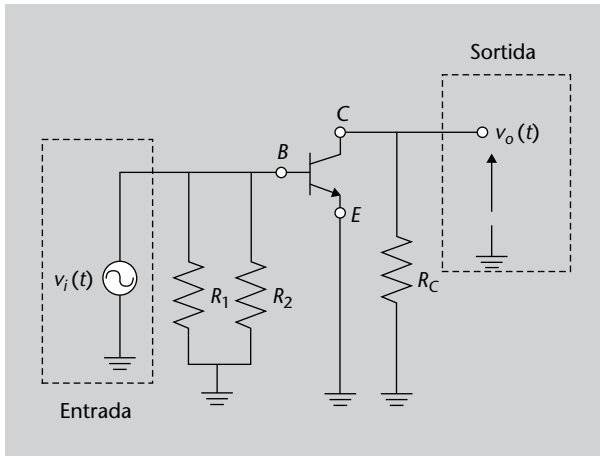 Sortida
C
v_o(t)
B
E
v_i(t)
R_1
R_2
R_C
Entrada